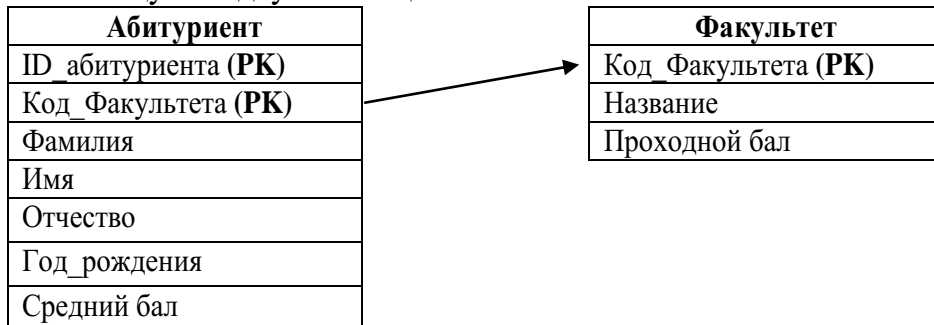 Абитуриент
ID_абитуриента (PK)
Код_Факультета (PK)
Фамилия
Имя
Отчество
Год_рождения
Средний бал
Факультет
Код_Факультета (PK)
Название
Проходной бал